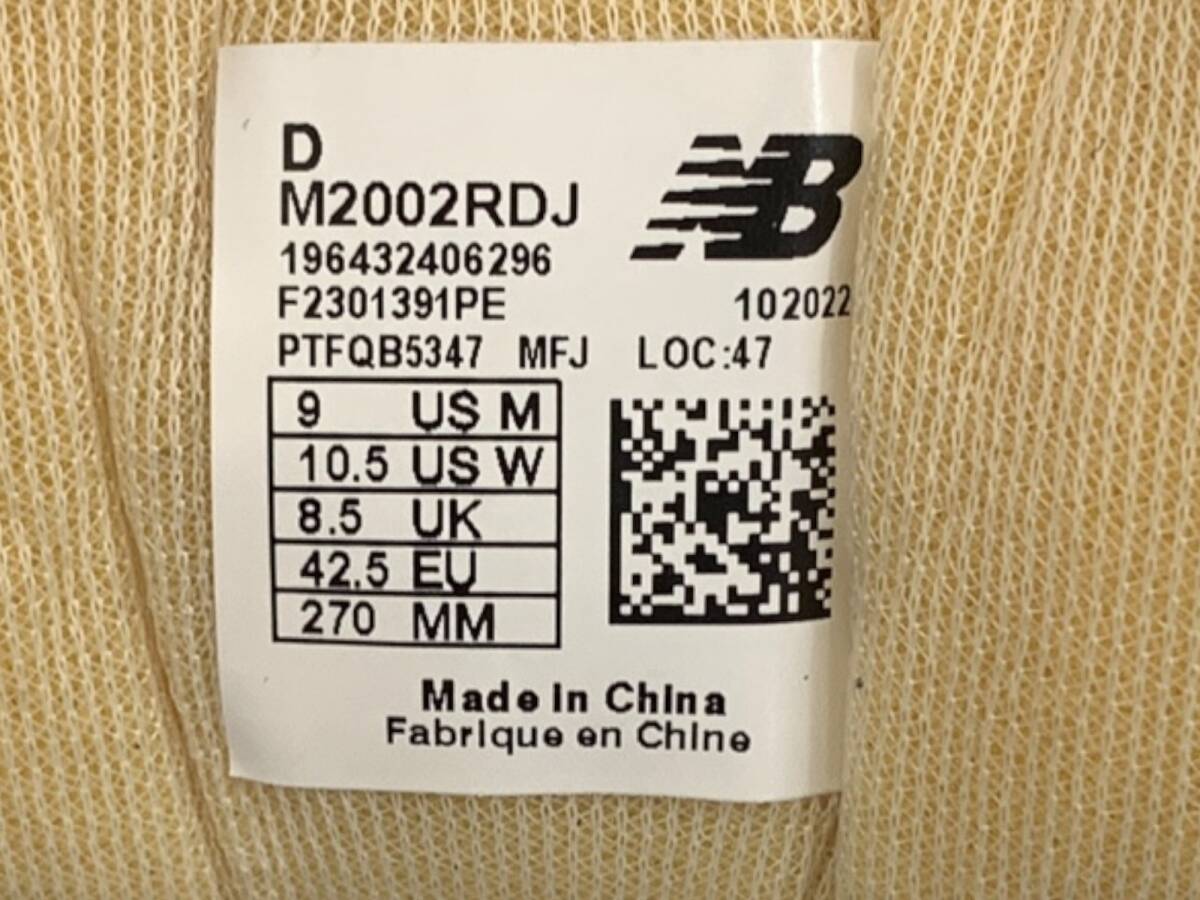 D
M2002RDJ
NB
196432406296
F2301391PE 102022
PTFQB5347 MFJ LOC:47
9 US M
10.5 US W
8.5 UK
42.5 EU
270 MM
Made in China
Fabrique en Chine